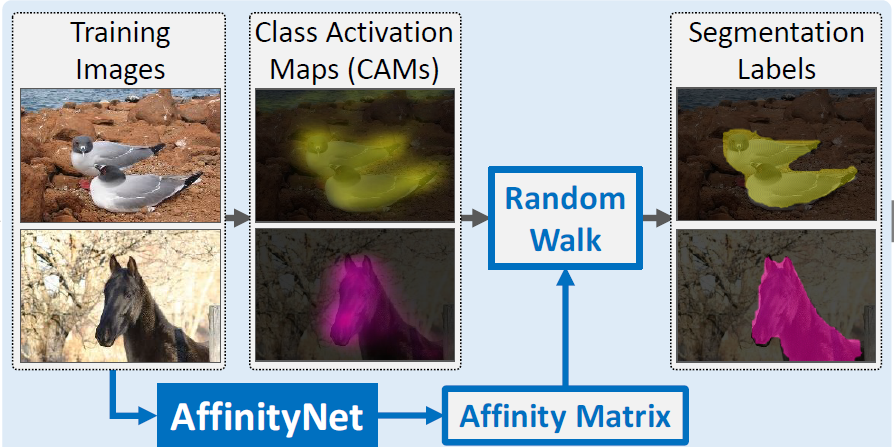 Training
Images
Class Activation
Maps (CAMs)
Segmentation
Labels
Random
Walk
AffinityNet
Affinity Matrix